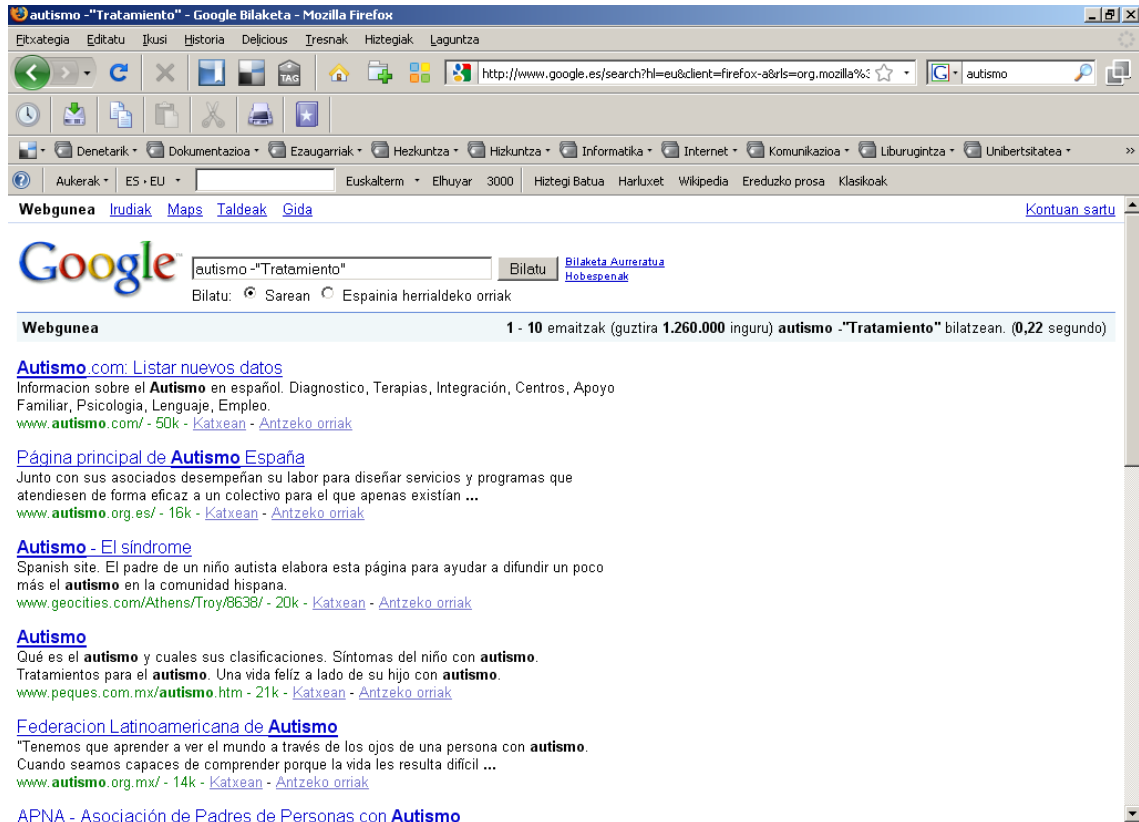 autismo -"Tratamiento" - Google Bilaketa - Mozilla Firefox
Fitxategia Editatu Ikusi Historia Delicious Tresnak Hiztegiak Laguntza
TAG http://www.google.es/search?hl=eu&client=firefox-a&rls=org.mozilla%3 G autismo
Denetarik Dokumentazioa Ezaugarriak Hezkuntza Hizkuntza Informatika Internet Komunikazioa Liburugintza Unibertsitatea »
Aukerak ES › EU Euskalterm Elhuyar 3000 Hiztegi Batua Harluxet Wikipedia Ereduzko prosa Klasikoak
Webgunea Irudiak Maps Taldeak Gida Kontuan sartu
Google™ autismo -"Tratamiento" Bilatu Bilaketa Aurreratua
Hobespenak
Bilatu: Sarean Espainia herrialdeko orriak
Webgunea 1 - 10 emaitzak (guztira 1.260.000 inguru) autismo -"Tratamiento" bilatzean. (0,22 segundo)
Autismo.com: Listar nuevos datos
Informacion sobre el Autismo en español. Diagnostico, Terapias, Integración, Centros, Apoyo
Familiar, Psicologia, Lenguaje, Empleo.
www.autismo.com/ - 50k - Katxean - Antzeko orriak
Página principal de Autismo España
Junto con sus asociados desempeñan su labor para diseñar servicios y programas que
atendiesen de forma eficaz a un colectivo para el que apenas existían ...
www.autismo.org.es/ - 16k - Katxean - Antzeko orriak
Autismo - El síndrome
Spanish site. El padre de un niño autista elabora esta página para ayudar a difundir un poco
más el autismo en la comunidad hispana.
www.geocities.com/Athens/Troy/8638/ - 20k - Katxean - Antzeko orriak
Autismo
Qué es el autismo y cuales sus clasificaciones. Síntomas del niño con autismo.
Tratamientos para el autismo. Una vida felíz a lado de su hijo con autismo.
www.peques.com.mx/autismo.htm - 21k - Katxean - Antzeko orriak
Federacion Latinoamericana de Autismo
"Tenemos que aprender a ver el mundo a través de los ojos de una persona con autismo.
Cuando seamos capaces de comprender porque la vida les resulta difícil ...
www.autismo.org.mx/ - 14k - Katxean - Antzeko orriak
APNA - Asociación de Padres de Personas con Autismo